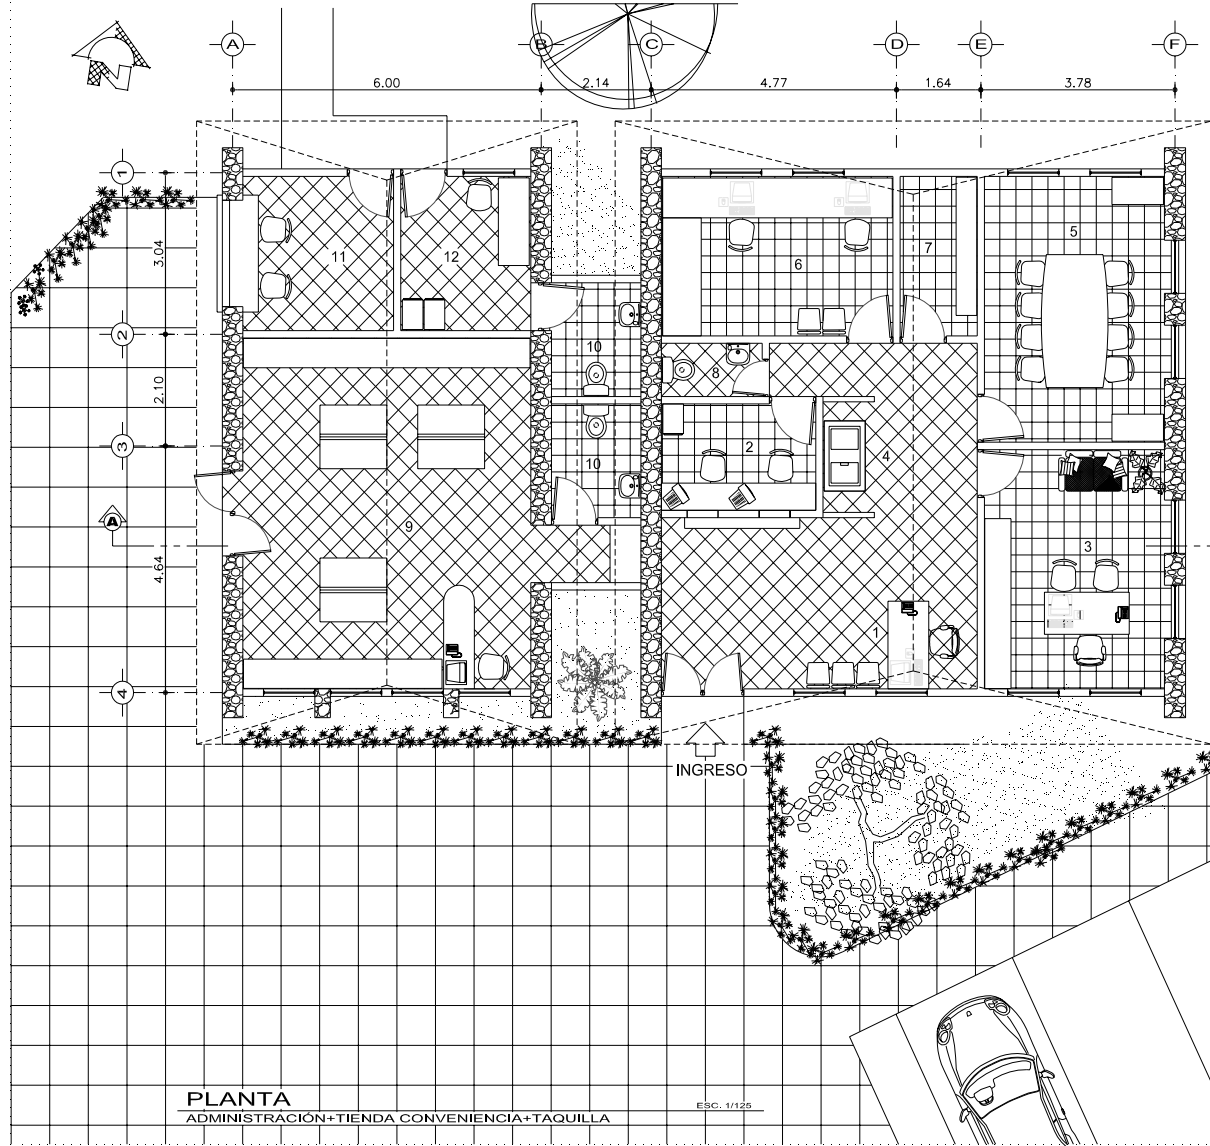 A B C D E F
6.00 2.14 4.77 1.64 3.78
N
1
3.04
2
2.10
3
A
4.64
4
11 12
6 7 5
10
8
2 4
10
9
3
1
INGRESO
PLANTA
ESC. 1/125
ADMINISTRACIÓN+TIENDA CONVENIENCIA+TAQUILLA